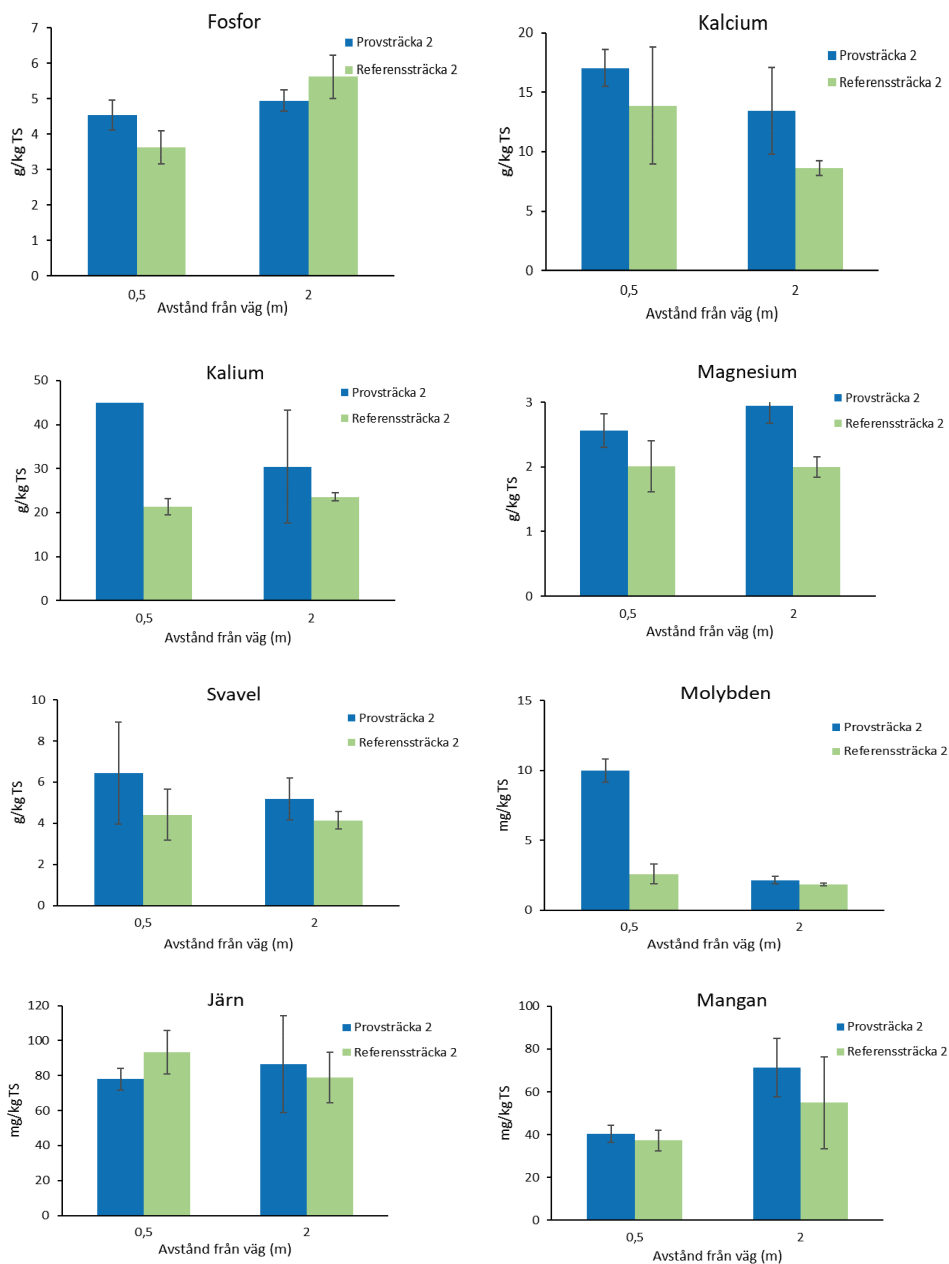 Fosfor
Provsträcka 2
Referenssträcka 2
g/kg TS
7
6
5
4
3
2
1
0
0,5
2
Avstånd från väg (m)
Kalcium
Provsträcka 2
Referenssträcka 2
g/kg TS
20
15
10
5
0
0,5
2
Avstånd från väg (m)
Kalium
Provsträcka 2
Referenssträcka 2
g/kg TS
50
40
30
20
10
0
0,5
2
Avstånd från väg (m)
Magnesium
Provsträcka 2
Referenssträcka 2
g/kg TS
3
2
1
0
0,5
2
Avstånd från väg (m)
Svavel
Provsträcka 2
Referenssträcka 2
g/kg TS
10
8
6
4
2
0
0,5
2
Avstånd från väg (m)
Molybden
Provsträcka 2
Referenssträcka 2
mg/kg TS
15
10
5
0
0,5
2
Avstånd från väg (m)
Järn
Provsträcka 2
Referenssträcka 2
mg/kg TS
120
100
80
60
40
20
0
0,5
2
Avstånd från väg (m)
Mangan
Provsträcka 2
Referenssträcka 2
mg/kg TS
100
80
60
40
20
0
0,5
2
Avstånd från väg (m)